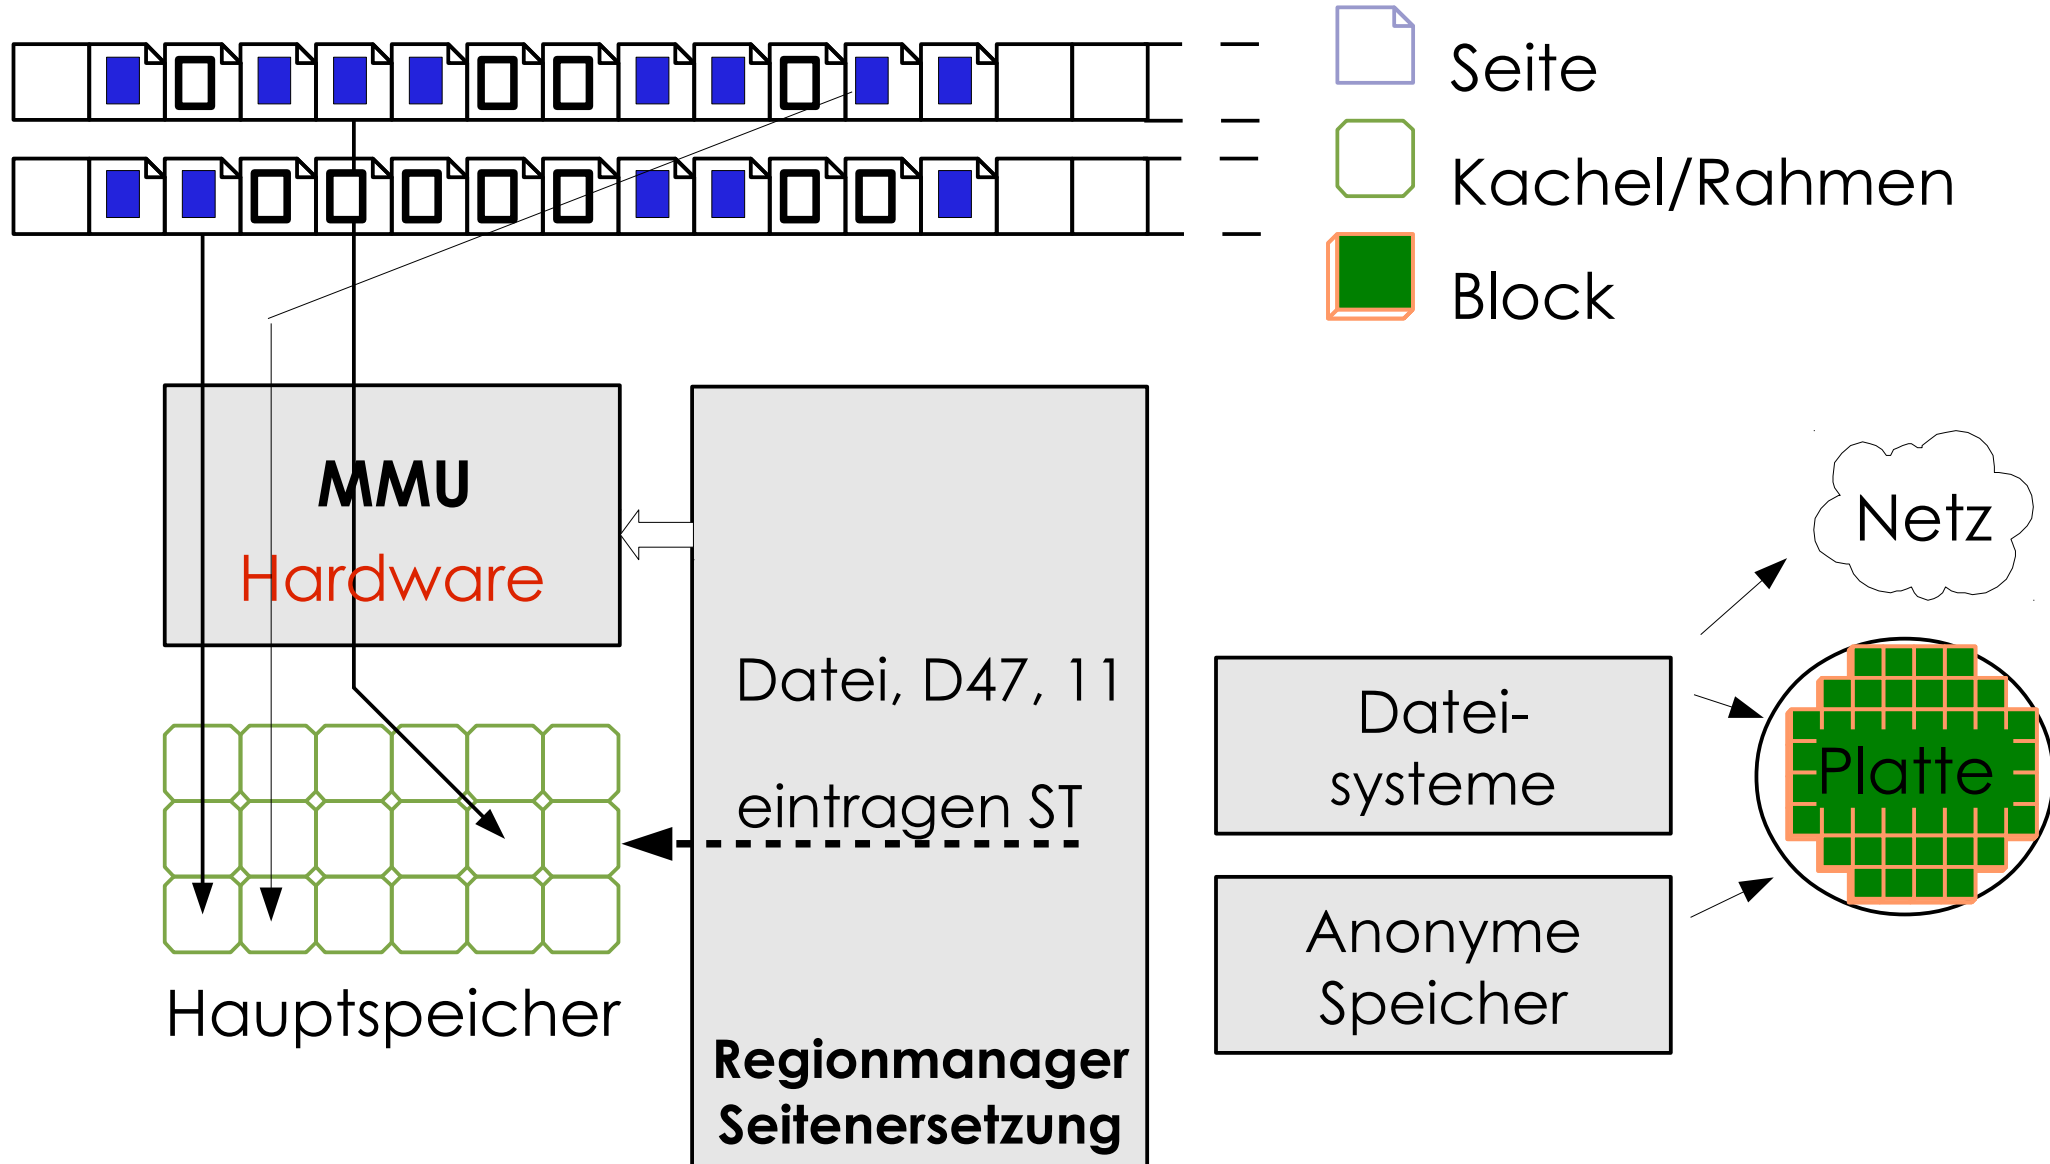 Seite
Kachel/Rahmen
Block
MMU
Hardware
Datei, D47, 11
eintragen ST
Hauptspeicher
Regionmanager
Seitenersetzung
Datei-
systeme
Anonyme
Speicher
Netz
Platte